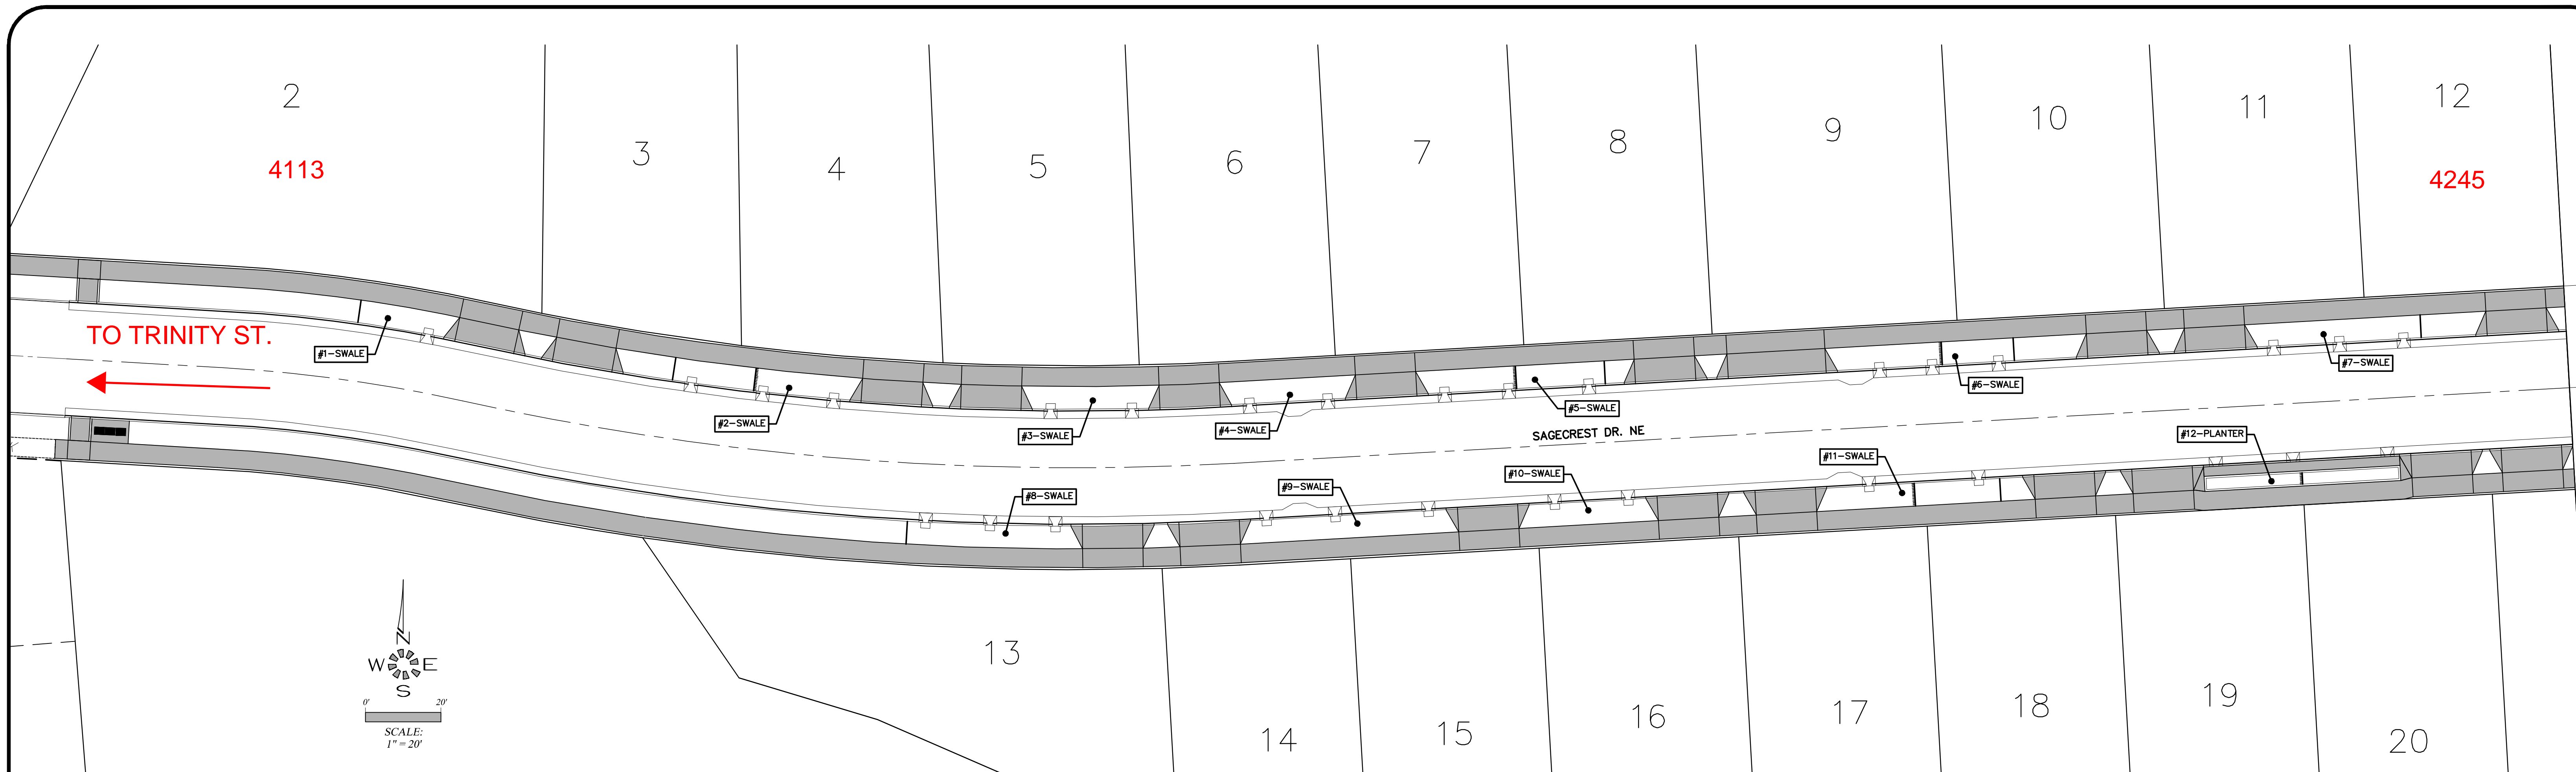 2
3
4
5
6
7
8
9
10
11
12
4113
4245
TO TRINITY ST.
#1-SWALE
#2-SWALE
#3-SWALE
#4-SWALE
#5-SWALE
#6-SWALE
#7-SWALE
SAGECREST DR. NE
#8-SWALE
#9-SWALE
#10-SWALE
#11-SWALE
#12-PLANTER
N
W E
S
0' 20'
SCALE:
1" = 20'
13
14
15
16
17
18
19
20